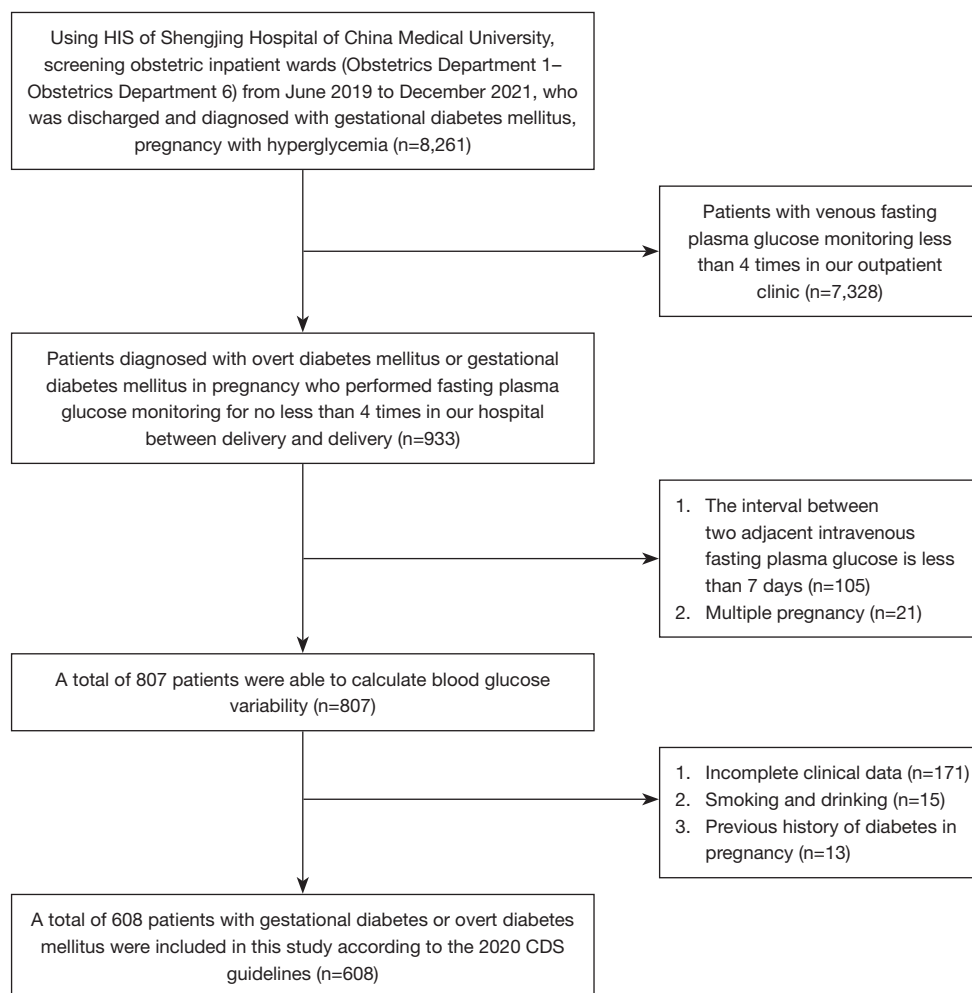 Using HIS of Shengjing Hospital of China Medical University,
screening obstetric inpatient wards (Obstetrics Department 1–
Obstetrics Department 6) from June 2019 to December 2021, who
was discharged and diagnosed with gestational diabetes mellitus,
pregnancy with hyperglycemia (n=8,261)
Patients with venous fasting
plasma glucose monitoring less
than 4 times in our outpatient
clinic (n=7,328)
Patients diagnosed with overt diabetes mellitus or gestational
diabetes mellitus in pregnancy who performed fasting plasma
glucose monitoring for no less than 4 times in our hospital
between delivery and delivery (n=933)
1. The interval between
two adjacent intravenous
fasting plasma glucose is less
than 7 days (n=105)
2. Multiple pregnancy (n=21)
A total of 807 patients were able to calculate blood glucose
variability (n=807)
1. Incomplete clinical data (n=171)
2. Smoking and drinking (n=15)
3. Previous history of diabetes in
pregnancy (n=13)
A total of 608 patients with gestational diabetes or overt diabetes
mellitus were included in this study according to the 2020 CDS
guidelines (n=608)